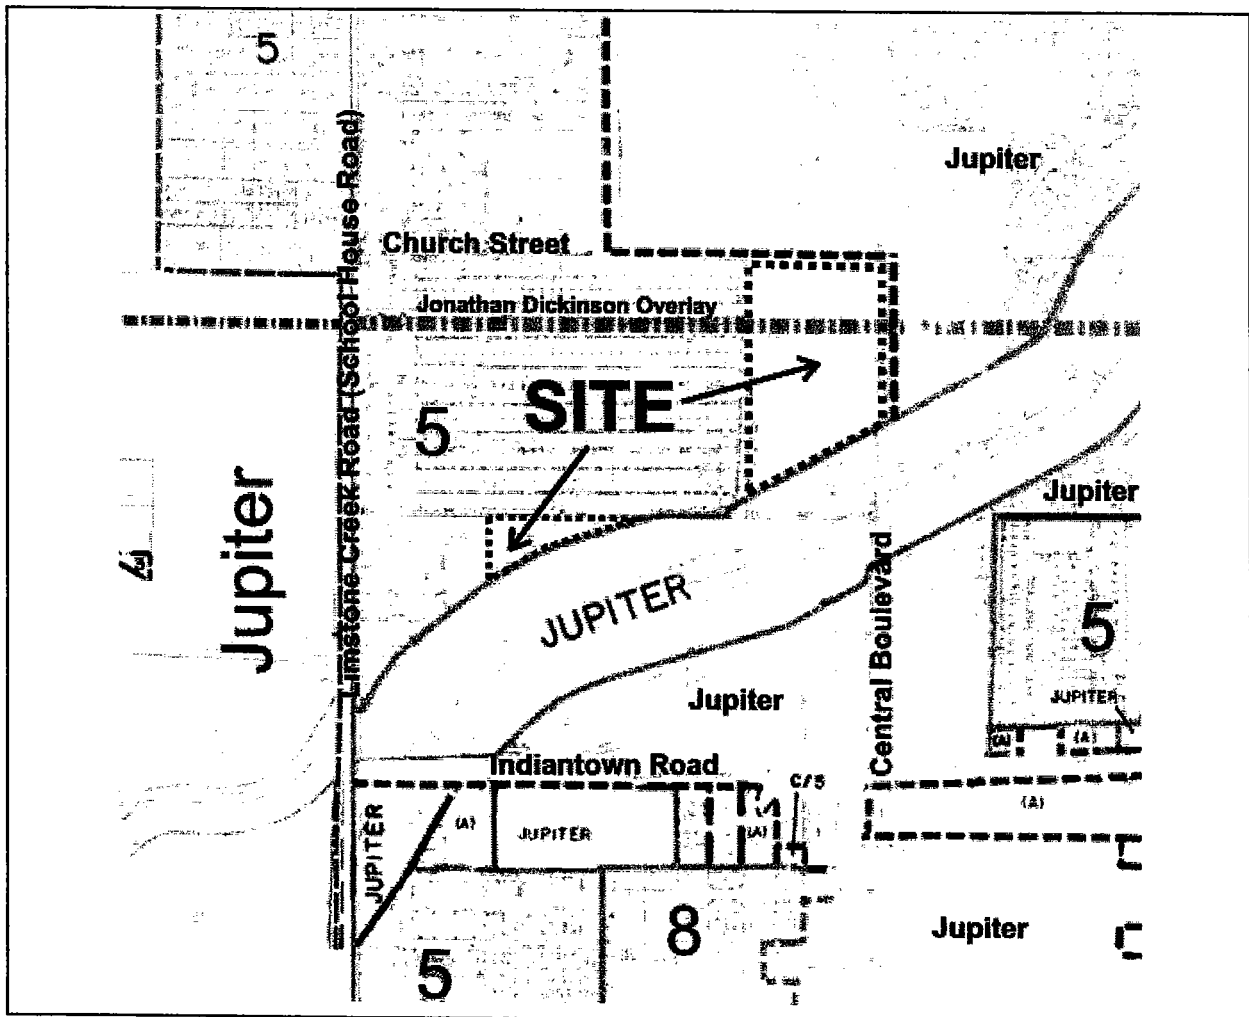 5
Jupiter
Limstone Creek Road (School House Road)
Church Street
Jonathan Dickinson Overlay
SITE
5
Jupiter
Jupiter
JUPITER
5
Central Boulevard
Jupiter
JUPITER
Indiantown Road
(A)
(A)
C/5
(A)
JUPITER
(A)
JUPITER
(A)
8
Jupiter
5